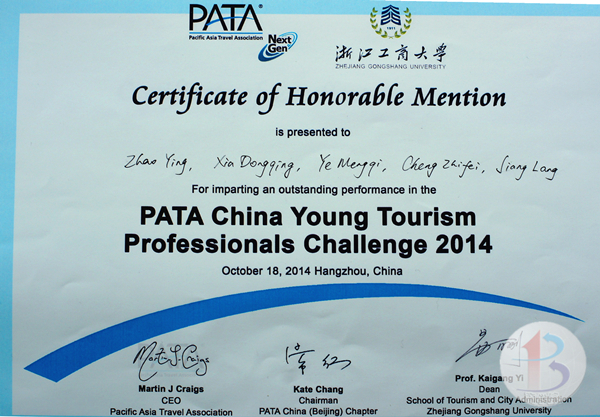 PATA
Pacific Asia Travel Association
Next Gen
浙江工商大学
ZHEJIANG GONGSHANG UNIVERSITY
Certificate of Honorable Mention
is presented to
Zhao Ying, Xia Dongqing, Ye Mengqi, Cheng Zhifei, Jiang Lang
For imparting an outstanding performance in the
PATA China Young Tourism
Professionals Challenge 2014
October 18, 2014 Hangzhou, China
Martin J. Craigs
Martin J Craigs
CEO
Pacific Asia Travel Association
Kate Chang
Chairman
PATA China (Beijing) Chapter
Prof. Kaigang Yi
Dean
School of Tourism and City Administration
Zhejiang Gongshang University